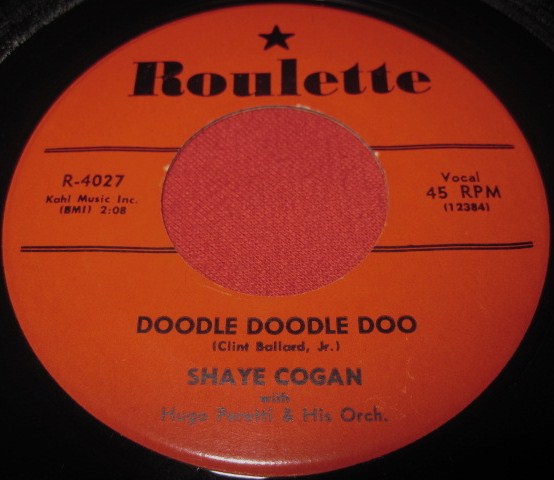 ★
Roulette
R-4027
Kahl Music Inc.
(BMI) 2:08
Vocal
45 RPM
(12384)
DOODLE DOODLE DOO
(Clint Ballard, Jr.)
SHAYE COGAN
with
Hugo Peretti & His Orch.